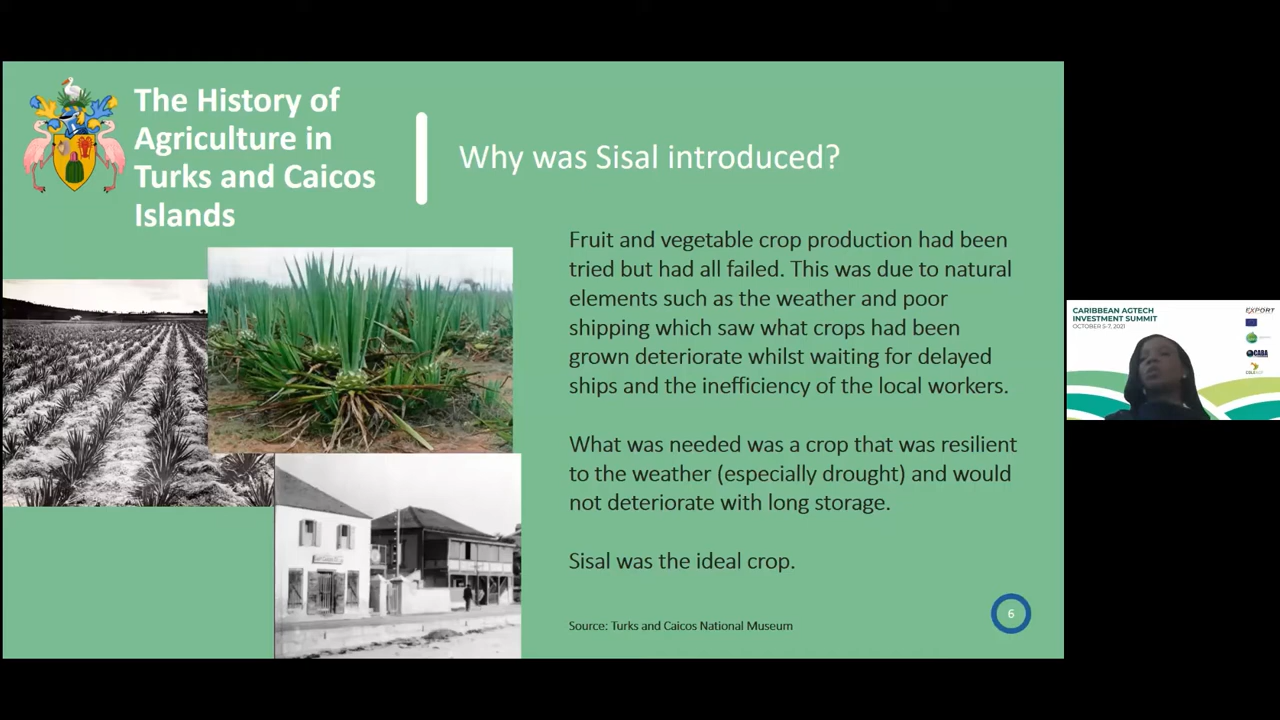 The History of
Agriculture in
Turks and Caicos
Islands
Why was Sisal introduced?
Fruit and vegetable crop production had been
tried but had all failed. This was due to natural
elements such as the weather and poor
shipping which saw what crops had been
grown deteriorate whilst waiting for delayed
ships and the inefficiency of the local workers.
What was needed was a crop that was resilient
to the weather (especially drought) and would
not deteriorate with long storage.
Sisal was the ideal crop.
Source: Turks and Caicos National Museum
6
CARIBBEAN AGTECH
INVESTMENT SUMMIT
OCTOBER 5-7, 2021
EXPORT
CABA